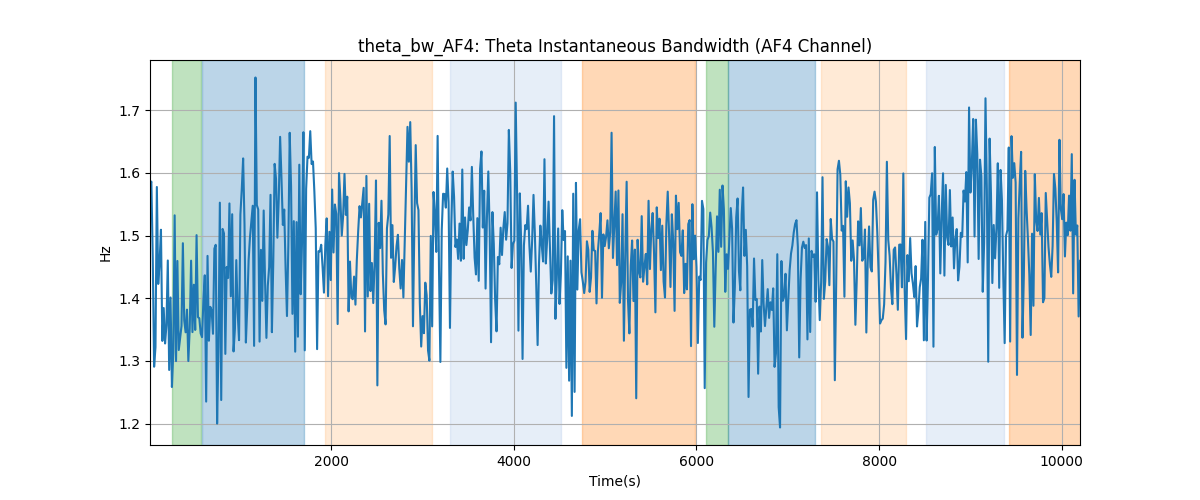 theta_bw_AF4: Theta Instantaneous Bandwidth (AF4 Channel)
1.7
1.6
1.5
1.4
1.3
1.2
Hz
2000 4000 6000 8000 10000
Time(s)